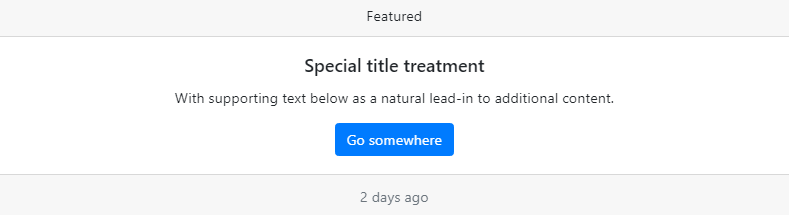 Featured
Special title treatment
With supporting text below as a natural lead-in to additional content.
Go somewhere
2 days ago